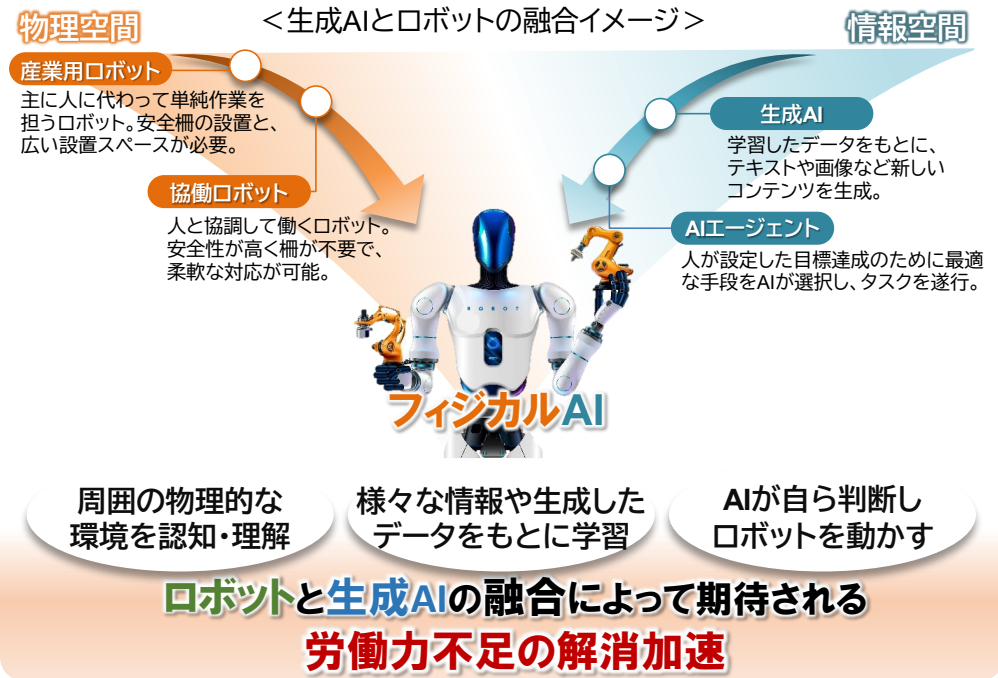 ＜生成AIとロボットの融合イメージ＞
物理空間
情報空間
産業用ロボット
主に人に代わって単純作業を
担うロボット。安全柵の設置と、
広い設置スペースが必要。
協働ロボット
人と協調して働くロボット。
安全性が高く柵が不要で、
柔軟な対応が可能。
生成AI
学習したデータをもとに、
テキストや画像など新しい
コンテンツを生成。
AIエージェント
人が設定した目標達成のために最適
な手段をAIが選択し、タスクを遂行。
ROBOT
フィジカルAI
周囲の物理的な
環境を認知・理解
様々な情報や生成した
データをもとに学習
AIが自ら判断し
ロボットを動かす
ロボットと生成AIの融合によって期待される
労働力不足の解消加速